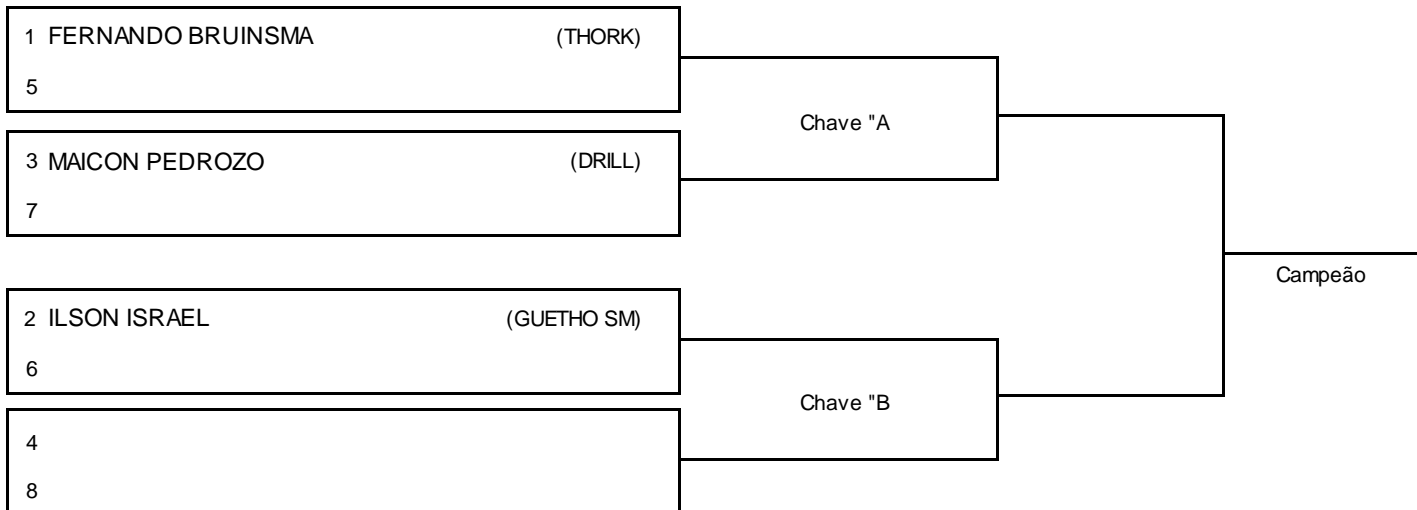 1 FERNANDO BRUINSMA (THORK)
5
Chave "A
3 MAICON PEDROZO (DRILL)
7
Campeão
2 ILSON ISRAEL (GUETHO SM)
6
Chave "B
4
8